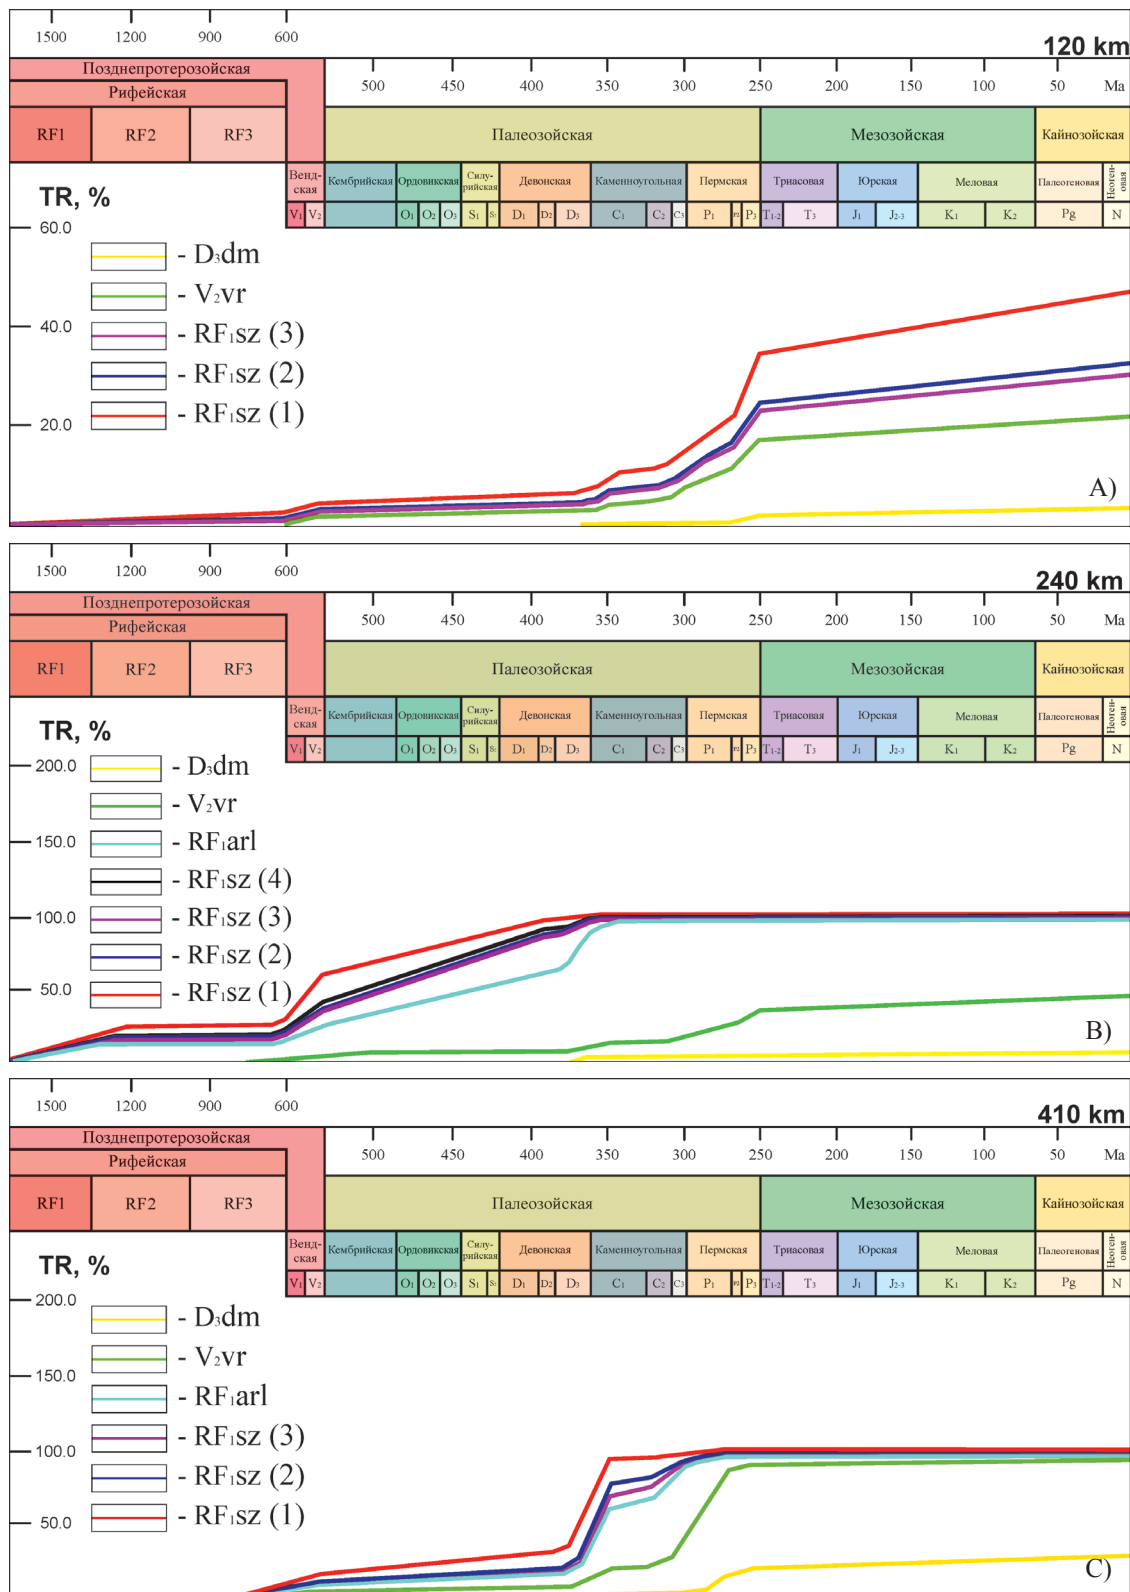 1500 1200 900 600
120 km
Позднепротерозойская
500 450 400 350 300 250 200 150 100 50 Ma
Рифейская
RF1 RF2 RF3 Палеозойская Мезозойская Кайнозойская
Венд-
ская
Кембрийская Ордовикская Силу-
рийская
Девонская Каменноугольная Пермская Триасовая Юрская Меловая Палеогеновая Неоген-
овая
V1 V2 O1 O2 O3 S1 S2 D1 D2 D3 C1 C2 C3 P1 P2 P3 T1-2 T3 J1 J2-3 K1 K2 Pg N
TR, %
60.0
- D3dm
- V2vr
40.0
- RF1sz (3)
- RF1sz (2)
- RF1sz (1)
20.0
A)
1500 1200 900 600
240 km
Позднепротерозойская
500 450 400 350 300 250 200 150 100 50 Ma
Рифейская
RF1 RF2 RF3 Палеозойская Мезозойская Кайнозойская
Венд-
ская
Кембрийская Ордовикская Силу-
рийская
Девонская Каменноугольная Пермская Триасовая Юрская Меловая Палеогеновая Неоген-
овая
V1 V2 O1 O2 O3 S1 S2 D1 D2 D3 C1 C2 C3 P1 P2 P3 T1-2 T3 J1 J2-3 K1 K2 Pg N
TR, %
200.0
- D3dm
- V2vr
150.0
- RF1arl
- RF1sz (4)
100.0
- RF1sz (3)
- RF1sz (2)
50.0
- RF1sz (1)
B)
1500 1200 900 600
410 km
Позднепротерозойская
500 450 400 350 300 250 200 150 100 50 Ma
Рифейская
RF1 RF2 RF3 Палеозойская Мезозойская Кайнозойская
Венд-
ская
Кембрийская Ордовикская Силу-
рийская
Девонская Каменноугольная Пермская Триасовая Юрская Меловая Палеогеновая Неоген-
овая
V1 V2 O1 O2 O3 S1 S2 D1 D2 D3 C1 C2 C3 P1 P2 P3 T1-2 T3 J1 J2-3 K1 K2 Pg N
TR, %
200.0
- D3dm
- V2vr
150.0
- RF1arl
- RF1sz (3)
100.0
- RF1sz (2)
- RF1sz (1)
50.0
C)